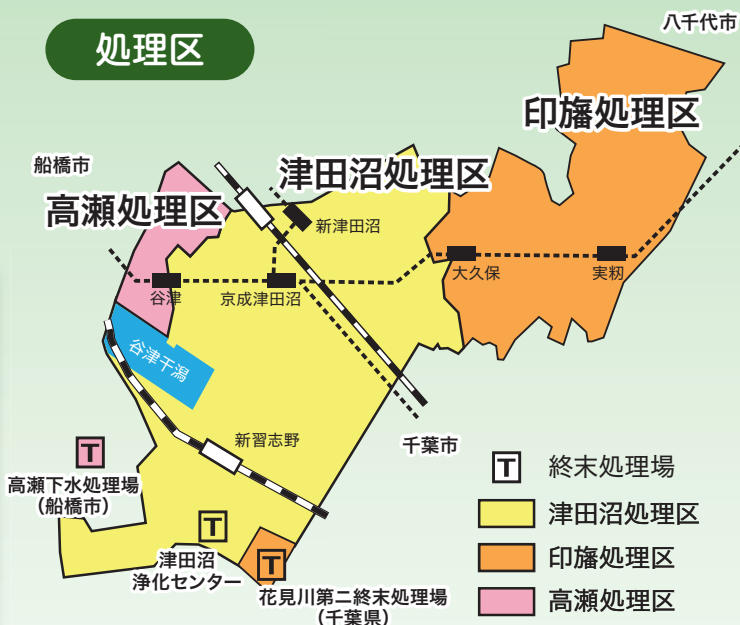 処理区
八千代市
印旛処理区
船橋市
津田沼処理区
高瀬処理区
新津田沼
大久保
実籾
谷津
京成津田沼
谷津干潟
新習志野
千葉市
T
高瀬下水処理場
（船橋市）
T
津田沼
浄化センター
T
花見川第二終末処理場
（千葉県）
T 終末処理場
津田沼処理区
印旛処理区
高瀬処理区